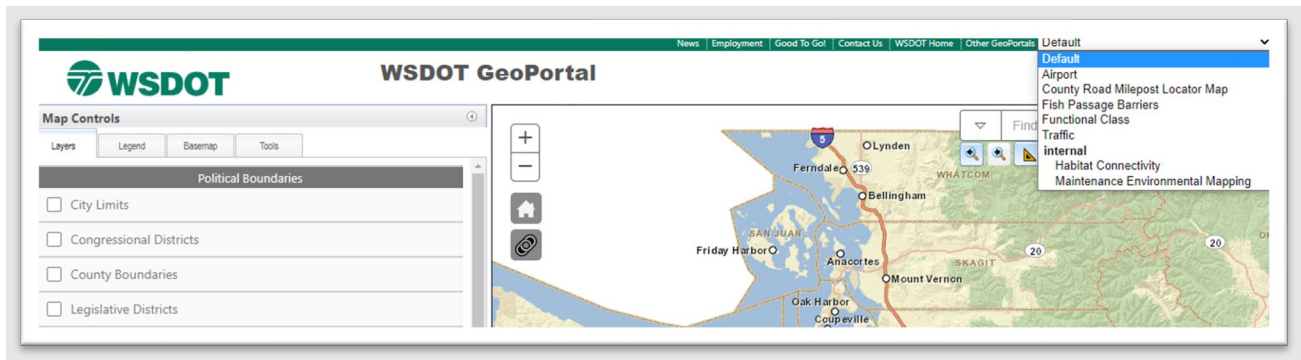 News | Employment | Good To Go! | Contact Us | WSDOT Home | Other GeoPortals Default
Default
Airport
County Road Milepost Locator Map
Fish Passage Barriers
Functional Class
Traffic
internal
Habitat Connectivity
Maintenance Environmental Mapping
WSDOT
WSDOT GeoPortal
Map Controls
Layers Legend Basemap Tools
Political Boundaries
City Limits
Congressional Districts
County Boundaries
Legislative Districts
+
−
Find
5
Lynden
Ferndale 539
WHATCOM
Bellingham
SAN JUAN
Friday Harbor
Anacortes
SKAGIT
20
20
Mount Vernon
Oak Harbor
Coupeville